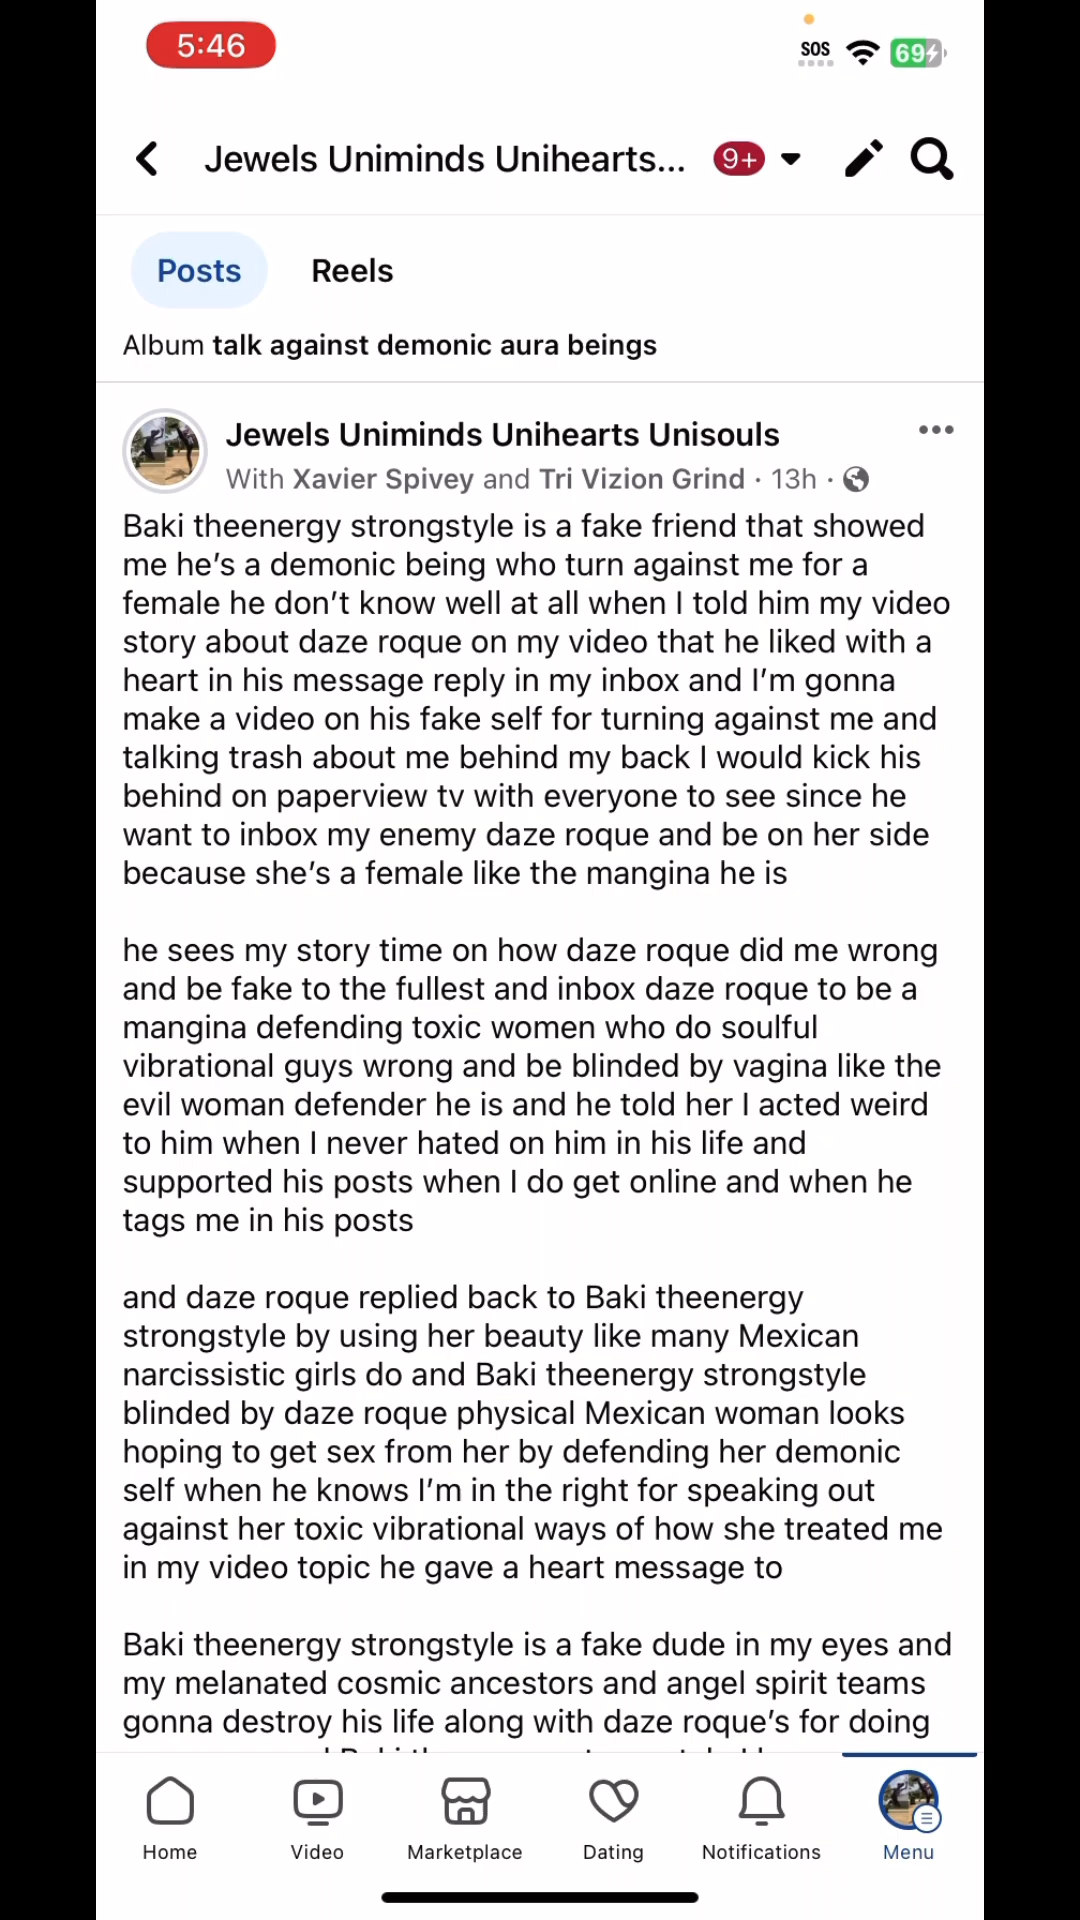 5:46
SOS
69
Jewels Uniminds Unihearts...
9+
Posts
Reels
Album talk against demonic aura beings
Jewels Uniminds Unihearts Unisouls
With Xavier Spivey and Tri Vizion Grind · 13h ·
Baki theenergy strongstyle is a fake friend that showed
me he's a demonic being who turn against me for a
female he don't know well at all when I told him my video
story about daze roque on my video that he liked with a
heart in his message reply in my inbox and I'm gonna
make a video on his fake self for turning against me and
talking trash about me behind my back I would kick his
behind on paperview tv with everyone to see since he
want to inbox my enemy daze roque and be on her side
because she's a female like the mangina he is
he sees my story time on how daze roque did me wrong
and be fake to the fullest and inbox daze roque to be a
mangina defending toxic women who do soulful
vibrational guys wrong and be blinded by vagina like the
evil woman defender he is and he told her I acted weird
to him when I never hated on him in his life and
supported his posts when I do get online and when he
tags me in his posts
and daze roque replied back to Baki theenergy
strongstyle by using her beauty like many Mexican
narcissistic girls do and Baki theenergy strongstyle
blinded by daze roque physical Mexican woman looks
hoping to get sex from her by defending her demonic
self when he knows I'm in the right for speaking out
against her toxic vibrational ways of how she treated me
in my video topic he gave a heart message to
Baki theenergy strongstyle is a fake dude in my eyes and
my melanated cosmic ancestors and angel spirit teams
gonna destroy his life along with daze roque's for doing
Home
Video
Marketplace
Dating
Notifications
Menu